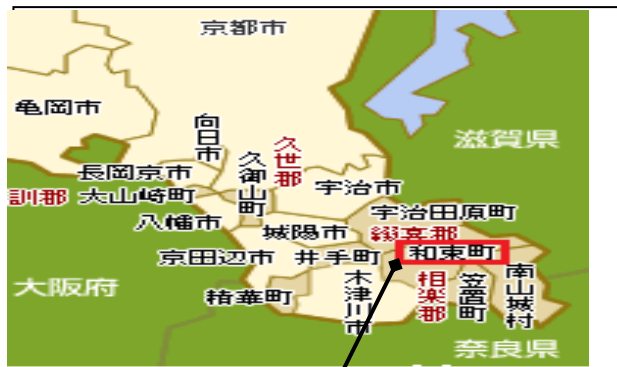 京都市
亀岡市
向日市
久世郡
滋賀県
長岡京市
久御山町
宇治市
訓郡
大山崎町
宇治田原町
八幡市
城陽市
綴喜郡
和束町
京田辺市
井手町
大阪府
精華町
木津川市
相楽郡
笠置町
南山城村
奈良県